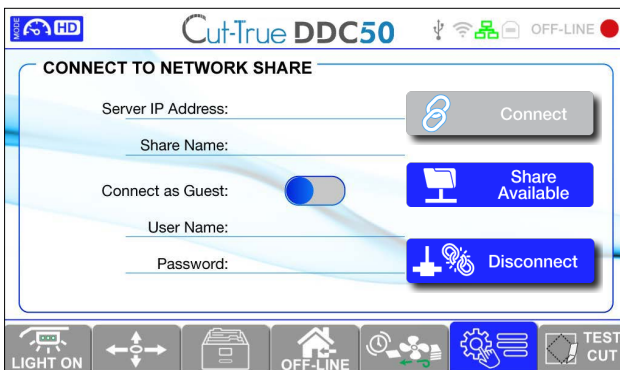 MODE HD Cut-True DDC50 OFF-LINE
CONNECT TO NETWORK SHARE
Server IP Address:
Connect
Share Name:
Share
Available
Connect as Guest:
User Name:
Password:
Disconnect
LIGHT ON
OFF-LINE
TEST
CUT